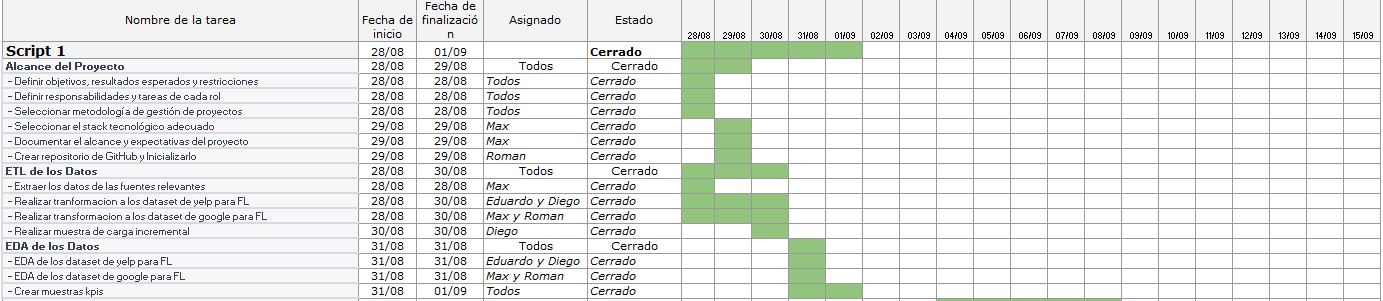 Nombre de la tarea Fecha de inicio Fecha de finalización Asignado Estado 28/08 29/08 30/08 31/08 01/09 02/09 03/09 04/09 05/09 06/09 07/09 08/09 09/09 10/09 11/09 12/09 13/09 14/09 15/09
Script 1 28/08 01/09 Cerrado
Alcance del Proyecto 28/08 29/08 Todos Cerrado
- Definir objetivos, resultados esperados y restricciones 28/08 28/08 Todos Cerrado
- Definir responsabilidades y tareas de cada rol 28/08 28/08 Todos Cerrado
- Seleccionar metodología de gestión de proyectos 28/08 28/08 Todos Cerrado
- Seleccionar el stack tecnológico adecuado 29/08 29/08 Max Cerrado
- Documentar el alcance y expectativas del proyecto 29/08 29/08 Max Cerrado
- Crear repositorio de GitHub y Inicializarlo 29/08 29/08 Roman Cerrado
ETL de los Datos 28/08 30/08 Todos Cerrado
- Extraer los datos de las fuentes relevantes 28/08 28/08 Max Cerrado
- Realizar tranformacion a los dataset de yelp para FL 28/08 30/08 Eduardo y Diego Cerrado
- Realizar transformacion a los dataset de google para FL 28/08 30/08 Max y Roman Cerrado
- Realizar muestra de carga incremental 30/08 30/08 Diego Cerrado
EDA de los Datos 31/08 31/08 Todos Cerrado
- EDA de los dataset de yelp para FL 31/08 31/08 Eduardo y Diego Cerrado
- EDA de los dataset de google para FL 31/08 31/08 Max y Roman Cerrado
- Crear muestras kpis 31/08 01/09 Todos Cerrado